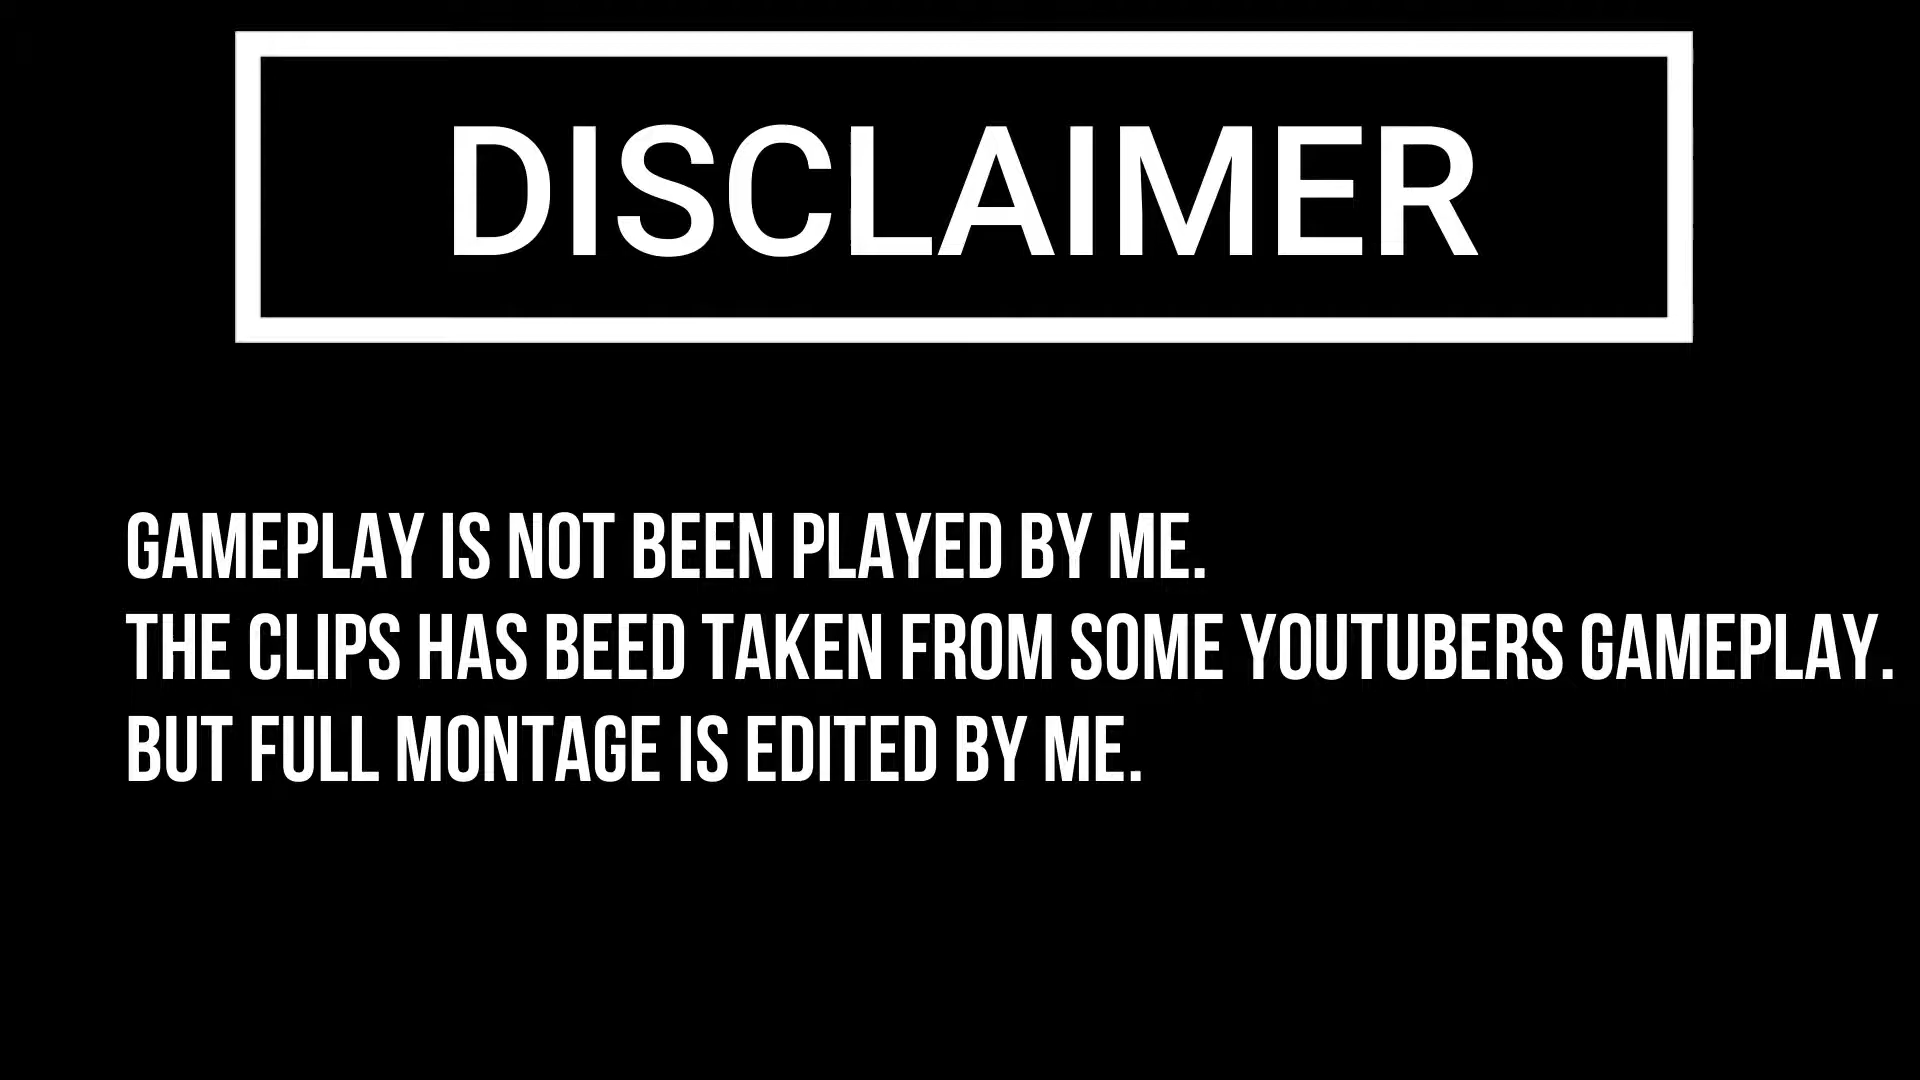 DISCLAIMER
GAMEPLAY IS NOT BEEN PLAYED BY ME.
THE CLIPS HAS BEED TAKEN FROM SOME YOUTUBERS GAMEPLAY.
BUT FULL MONTAGE IS EDITED BY ME.